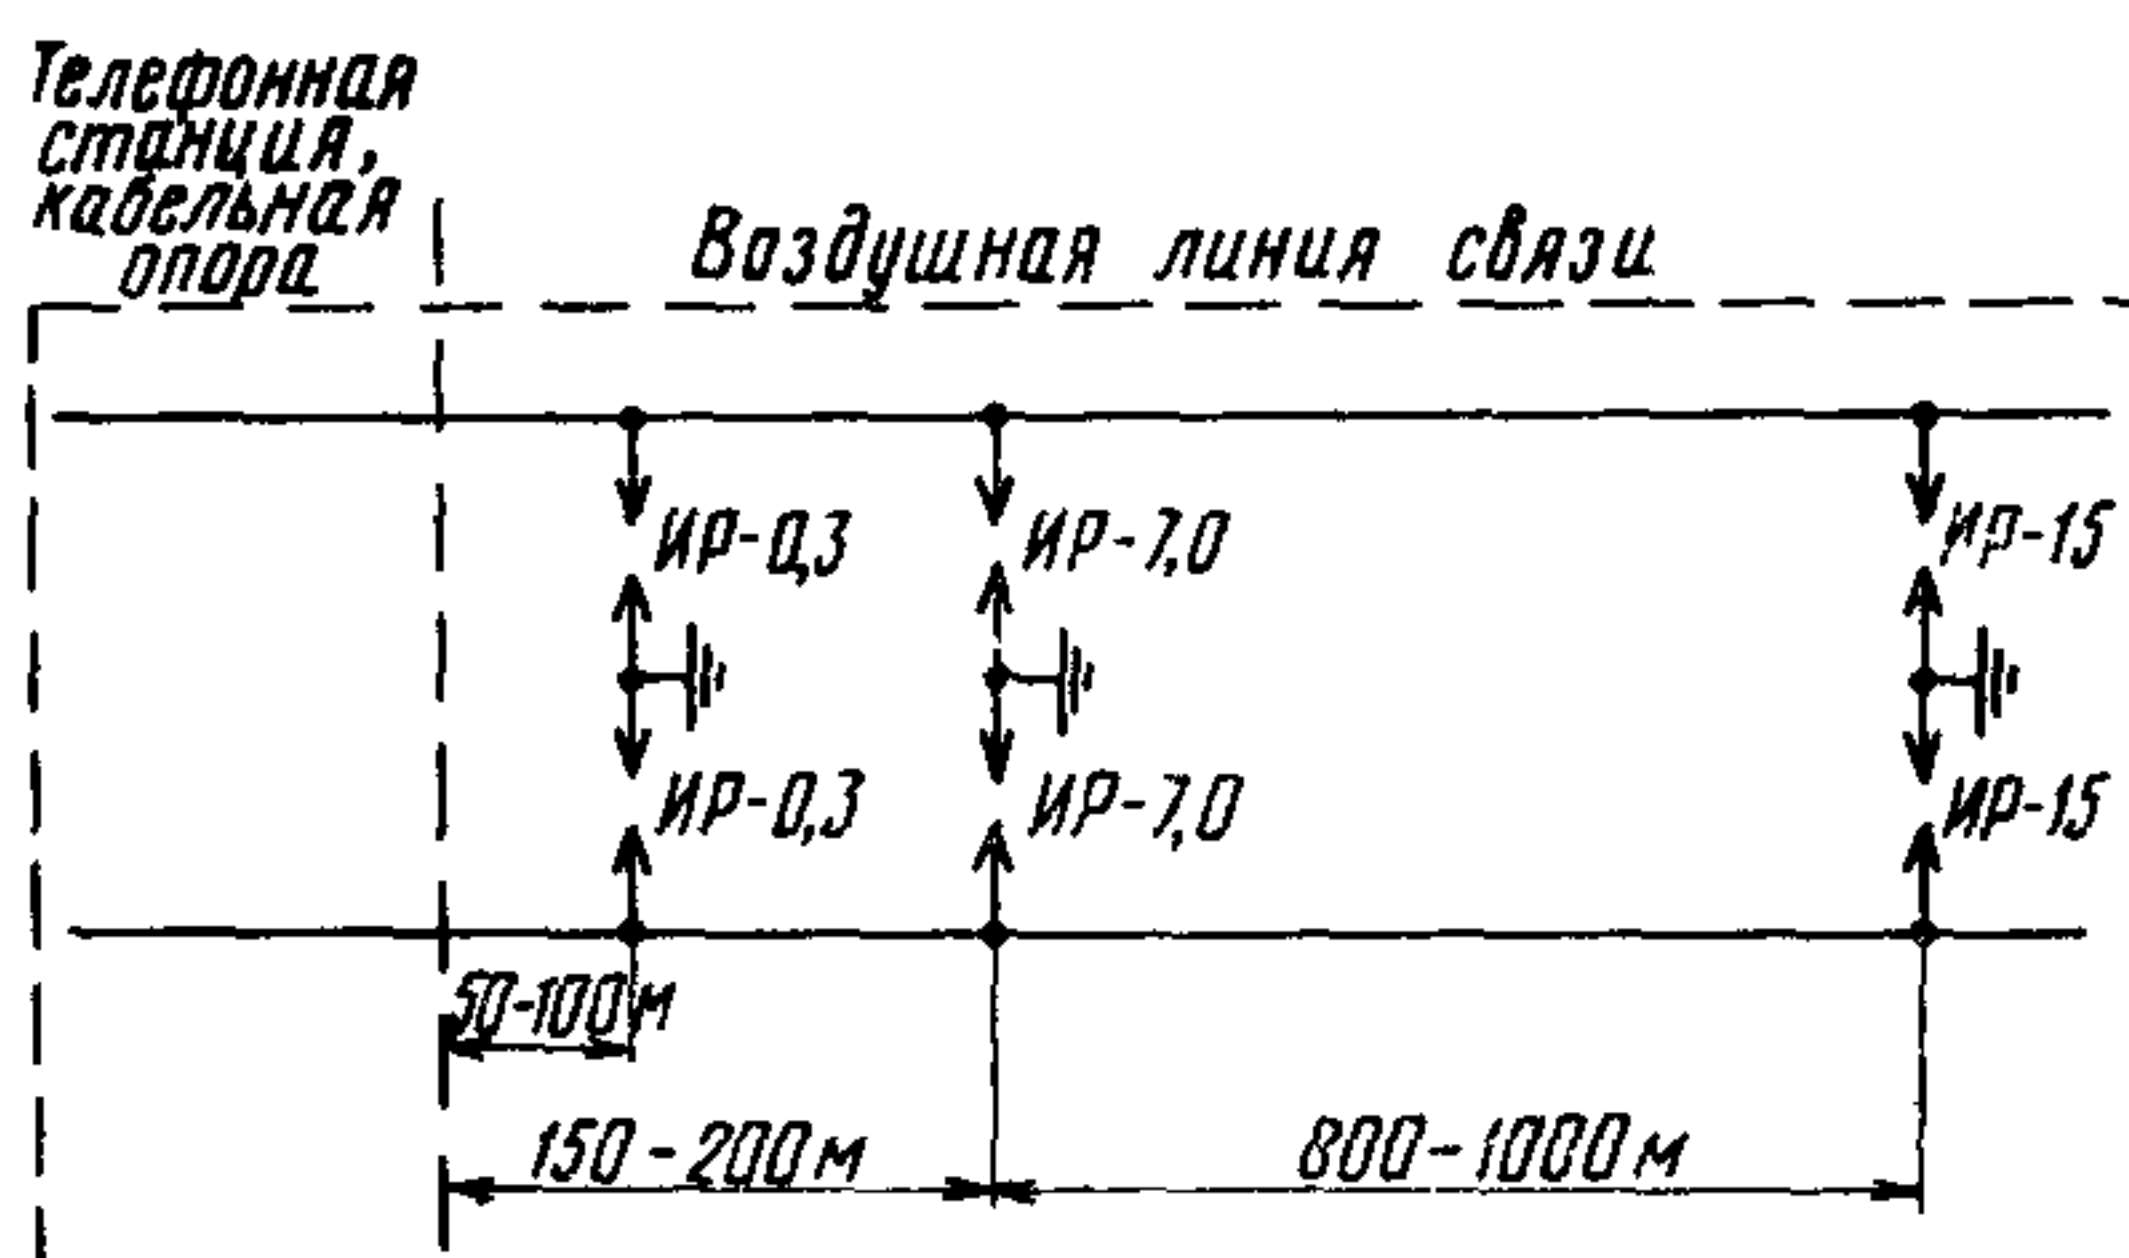 Телефонная
станция,
кабельная
опора
Воздушная линия связи
ИР-0,3
ИР-7,0
ИР-15
ИР-0,3
ИР-7,0
ИР-15
50-100м
150-200м
800-1000м